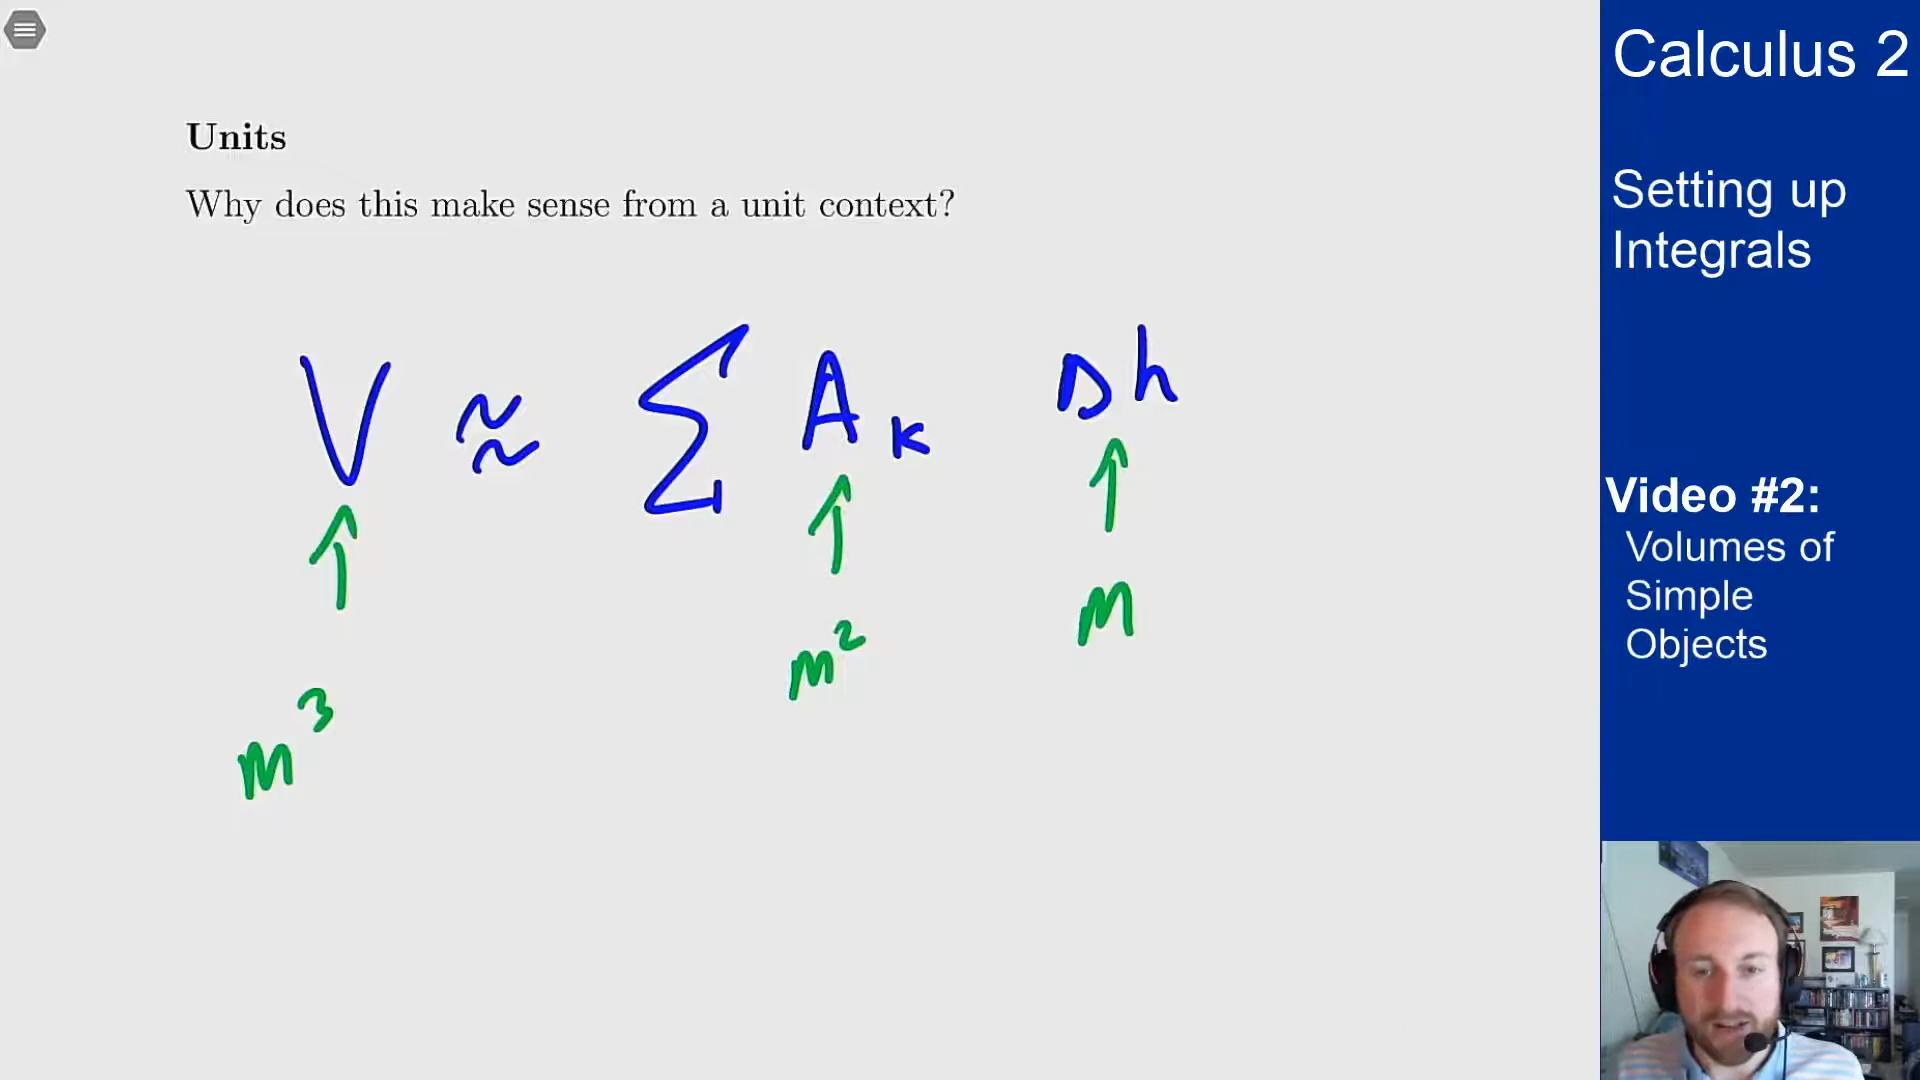 Units
Why does this make sense from a unit context?
V ≈ ∑ A_k Δh
m³ m² m
Calculus 2
Setting up
Integrals
Video #2:
Volumes of
Simple
Objects